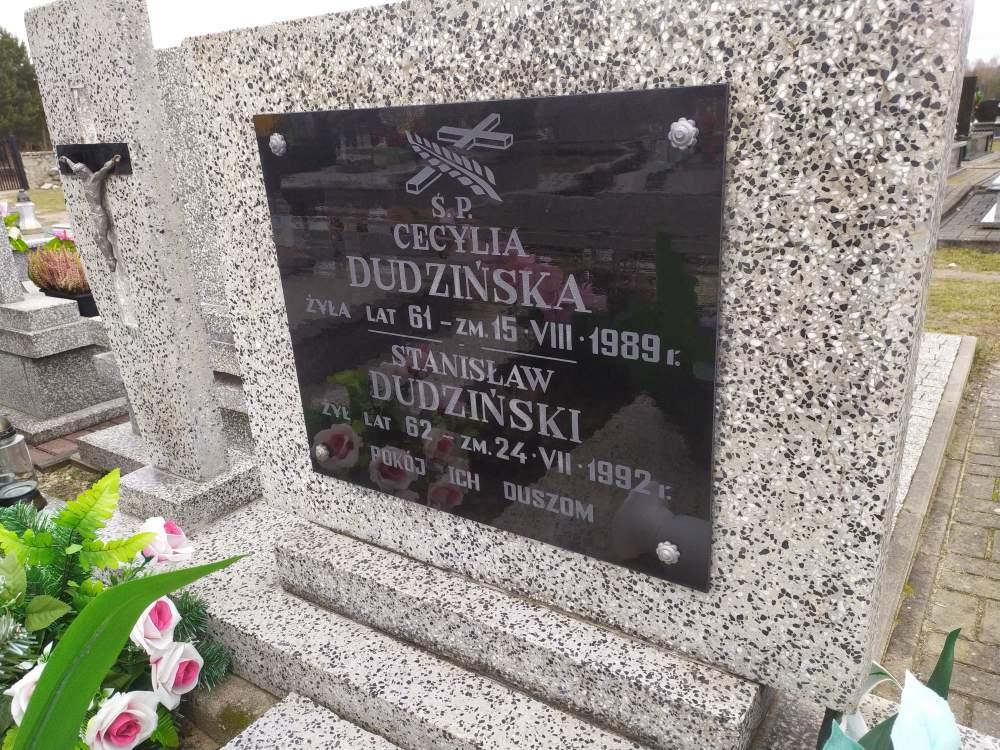 Ś. P.
CECYLIA
DUDZIŃSKA
ŻYŁA LAT 61 – ZM. 15 · VIII · 1989 r.
STANISŁAW
DUDZIŃSKI
ŻYŁ LAT 62 – ZM. 24 · VII · 1992 r.
POKÓJ ICH DUSZOM